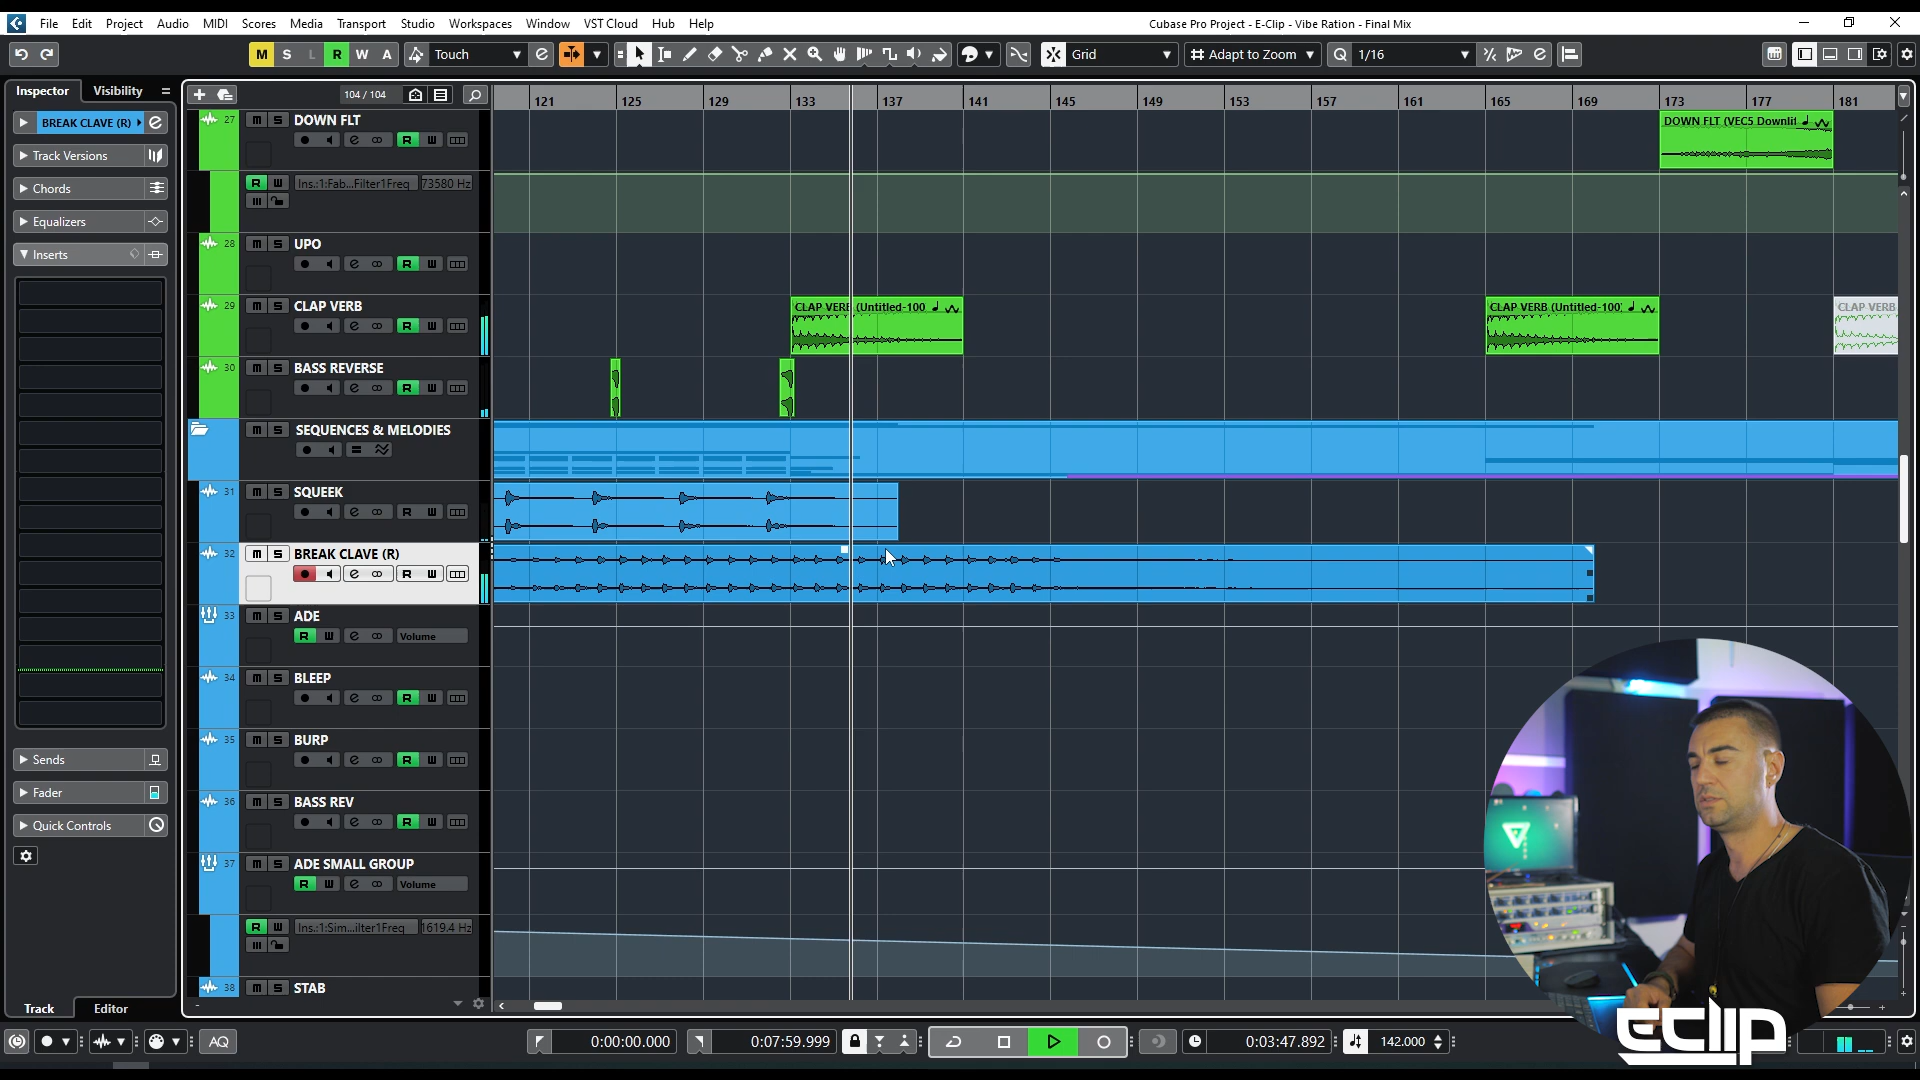 File Edit Project Audio MIDI Scores Media Transport Studio Workspaces Window VST Cloud Hub Help
Cubase Pro Project - E-Clip - Vibe Ration - Final Mix
M S L R W A Touch Grid Adapt to Zoom Q 1/16
Inspector Visibility
BREAK CLAVE (R)
Track Versions
Chords
Equalizers
Inserts
Sends
Fader
Quick Controls
Track Editor
104 / 104
121 125 129 133 137 141 145 149 153 157 161 165 169 173 177 181
27 DOWN FLT
DOWN FLT (VEC5 Downlif
Ins.:1:Fab...Filter1Freq 73580 Hz
28 UPO
29 CLAP VERB
CLAP VERB (Untitled-100
CLAP VERB (Untitled-100)
CLAP VERB
30 BASS REVERSE
SEQUENCES & MELODIES
31 SQUEEK
32 BREAK CLAVE (R)
33 ADE
Volume
34 BLEEP
35 BURP
36 BASS REV
37 ADE SMALL GROUP
Volume
Ins.:1:Sim...ilter1Freq 1619.4 Hz
38 STAB
AQ
0:00:00.000
0:07:59.999
0:03:47.892
142.000
ECLIP